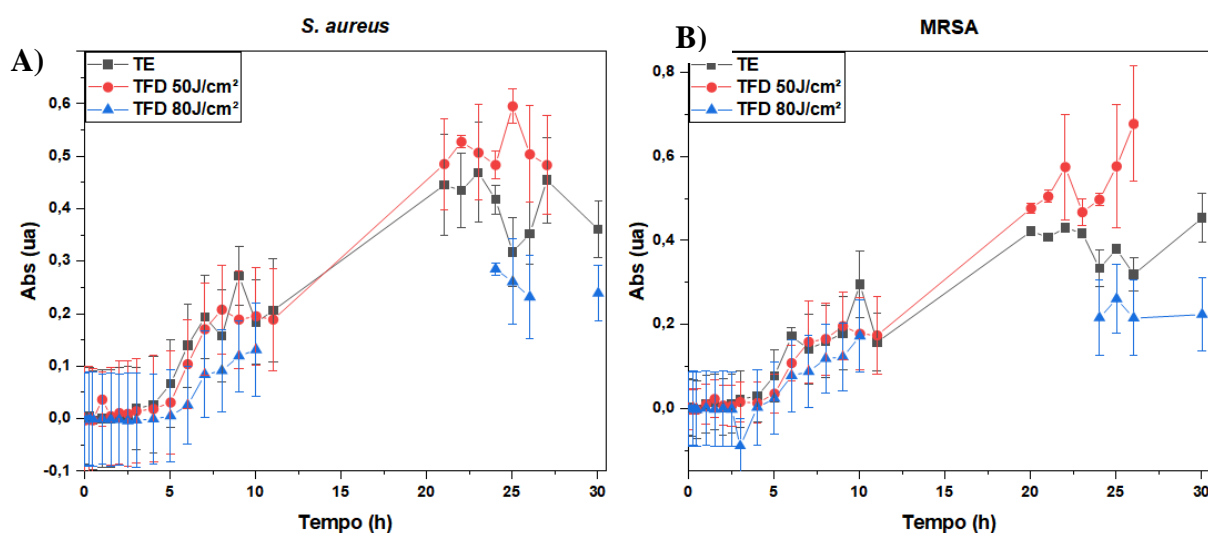 A)
S. aureus
TE
TFD 50J/cm²
TFD 80J/cm²
Abs (ua)
0,6
0,5
0,4
0,3
0,2
0,1
0,0
-0,1
0 5 10 15 20 25 30
Tempo (h)
B)
MRSA
TE
TFD 50J/cm²
TFD 80J/cm²
Abs (ua)
0,8
0,6
0,4
0,2
0,0
0 5 10 15 20 25 30
Tempo (h)